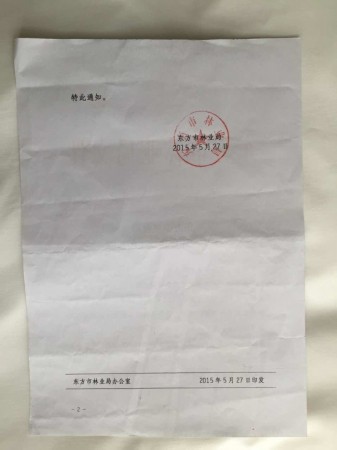 特此通知。
东方市林业局
2015年5月27日
东方市林业局办公室 2015年5月27日印发
- 2 -